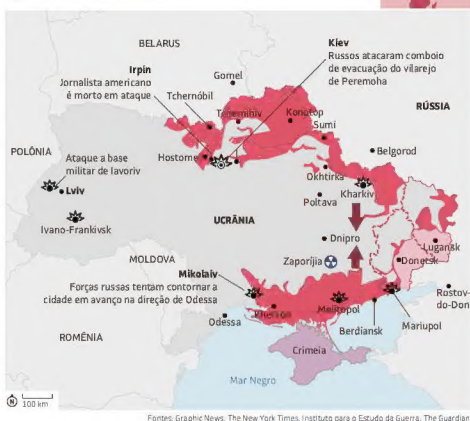 BELARUS
Kiev
Russos atacaram comboio
de evacuação do vilarejo
de Peremoha
Irpin
Jornalista americano
é morto em ataque
Gomel
Tchernóbil
Tchernihiv
Konotop
Sumi
RÚSSIA
POLÔNIA
Ataque a base
militar de Iavoriv
Hostomel
Belgorod
Okhtirka
Lviv
Kharkiv
Poltava
Ivano-Frankivsk
UCRÂNIA
Dnipro
Lugansk
MOLDOVA
Zaporíjia
Donetsk
Mikolaiv
Forças russas tentam contornar a
cidade em avanço na direção de Odessa
Rostov-
do-Don
Kherson
Melitopol
Mariupol
Odessa
Berdiansk
ROMÊNIA
Crimeia
Mar Negro
N
100 km
Fontes: Graphic News, The New York Times, Instituto para o Estudo da Guerra, The Guardian